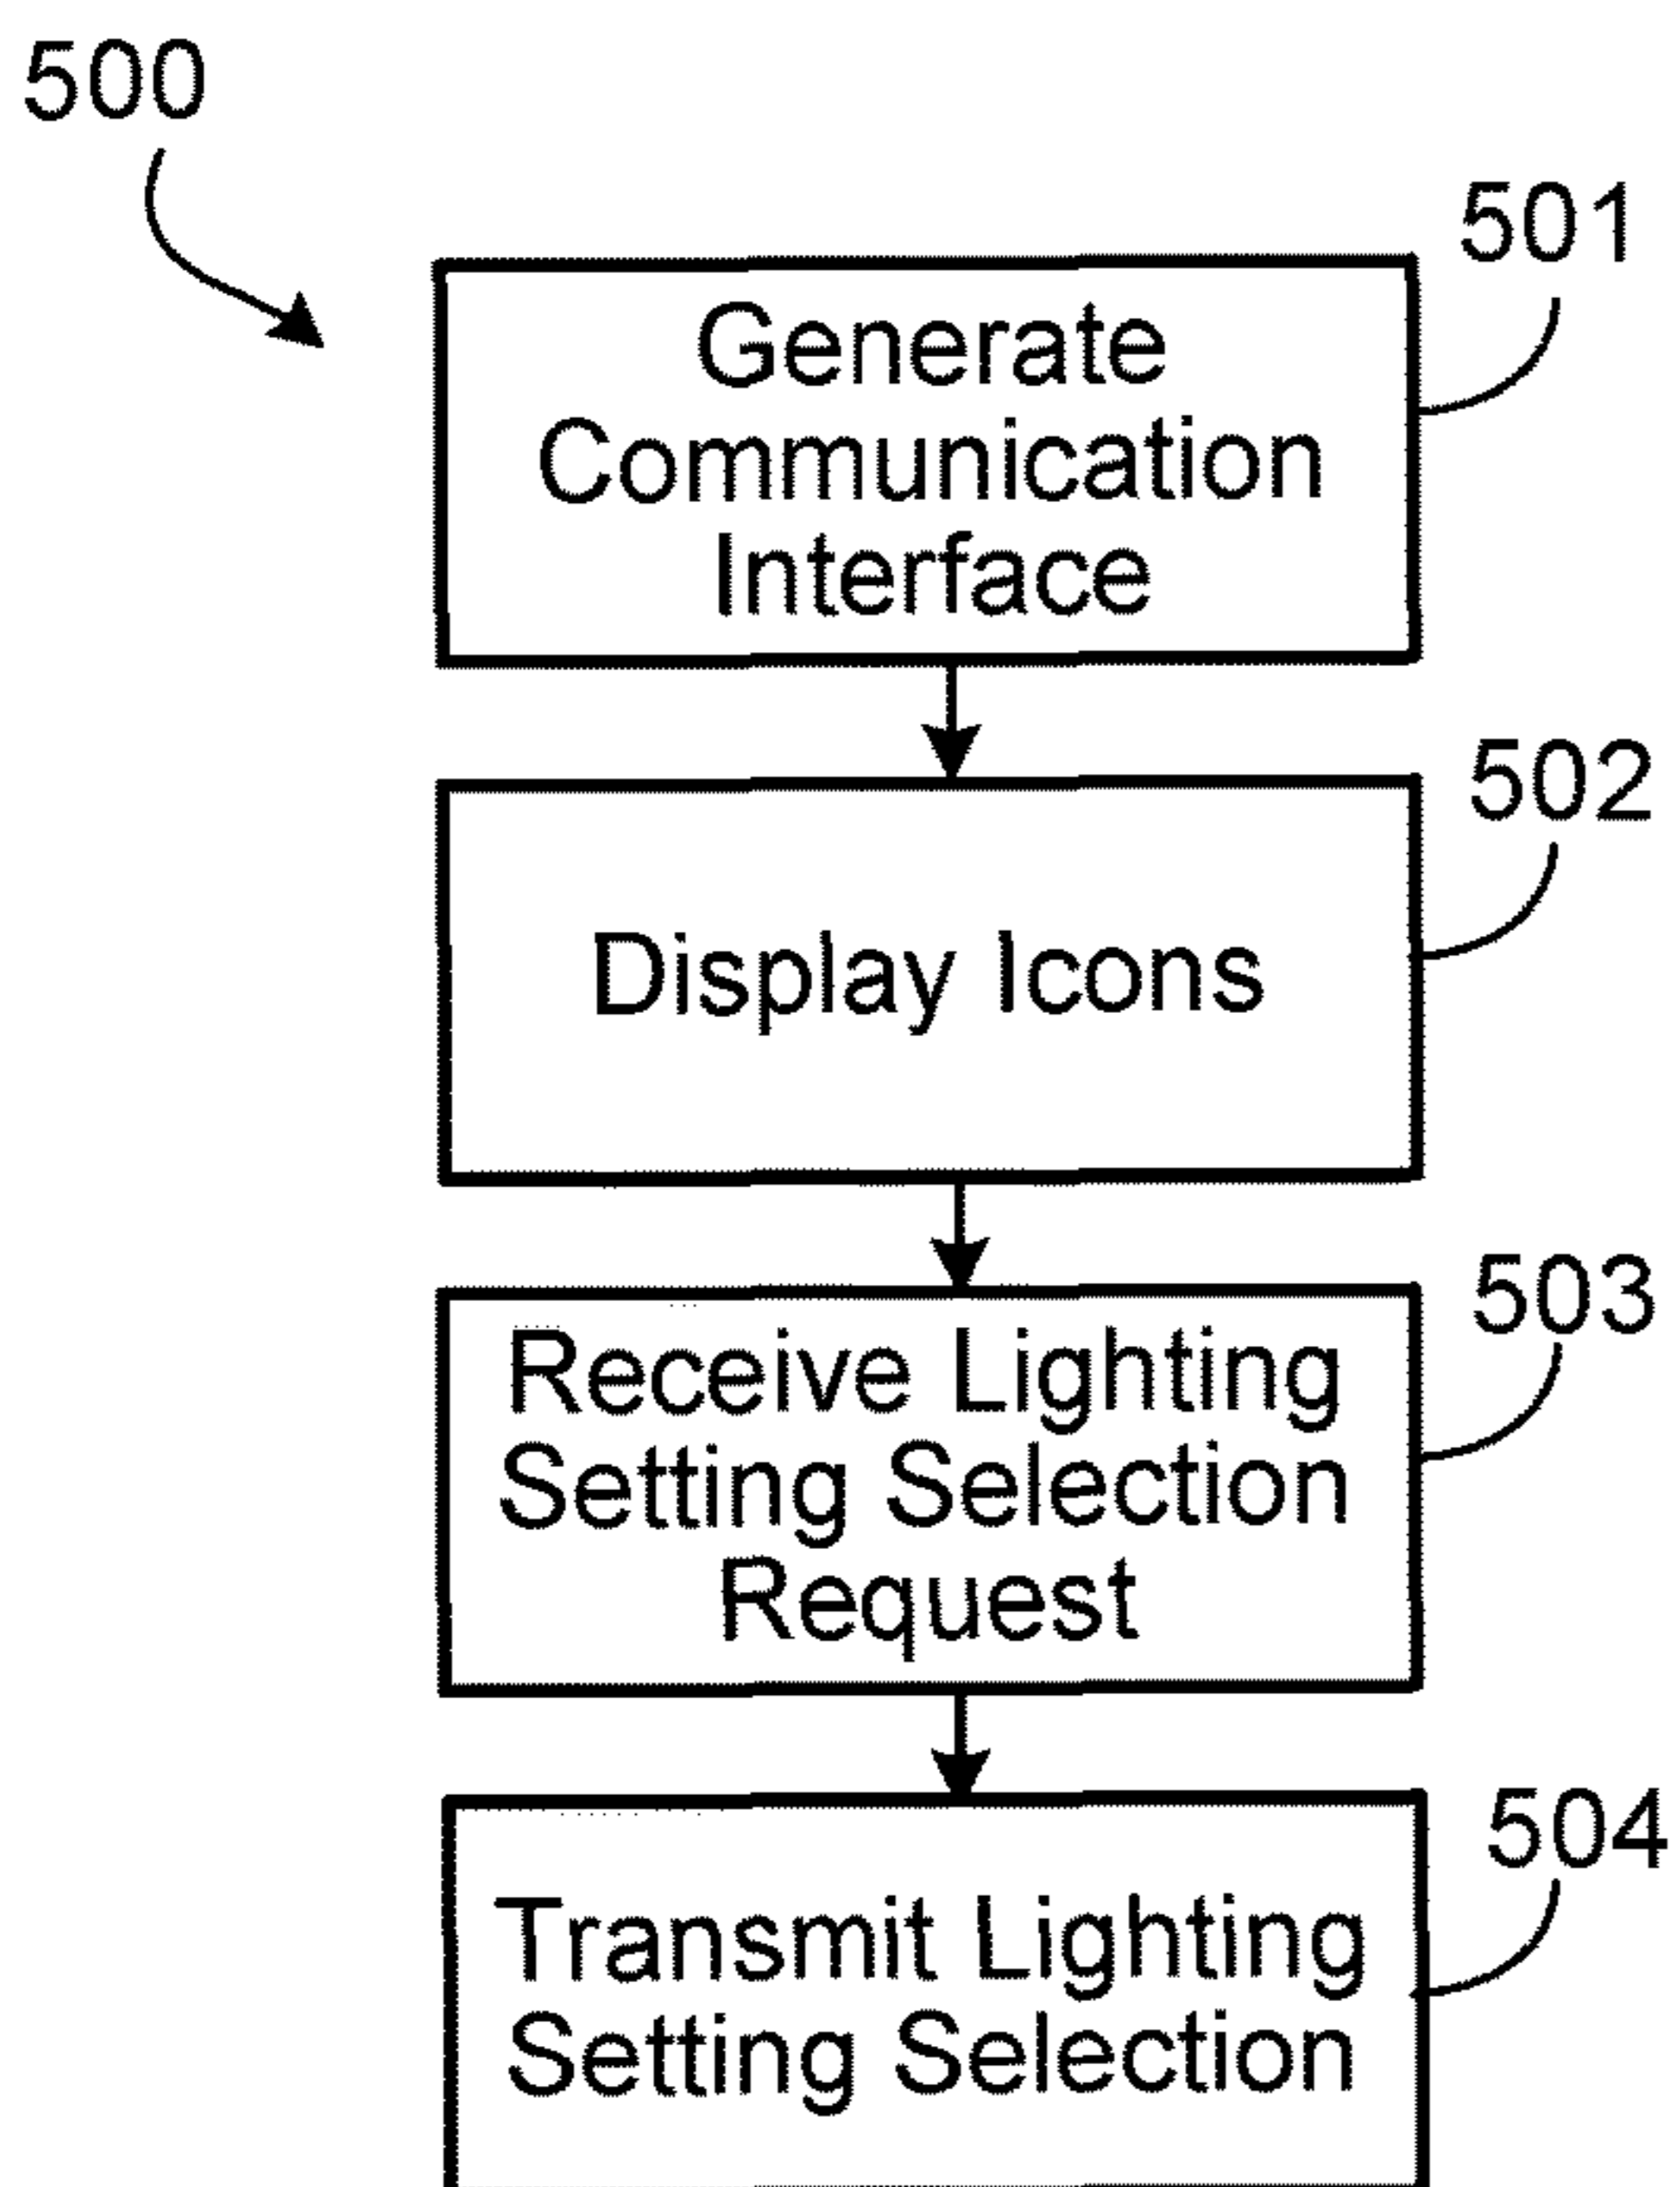 500
501
Generate
Communication
Interface
502
Display Icons
503
Receive Lighting
Setting Selection
Request
504
Transmit Lighting
Setting Selection